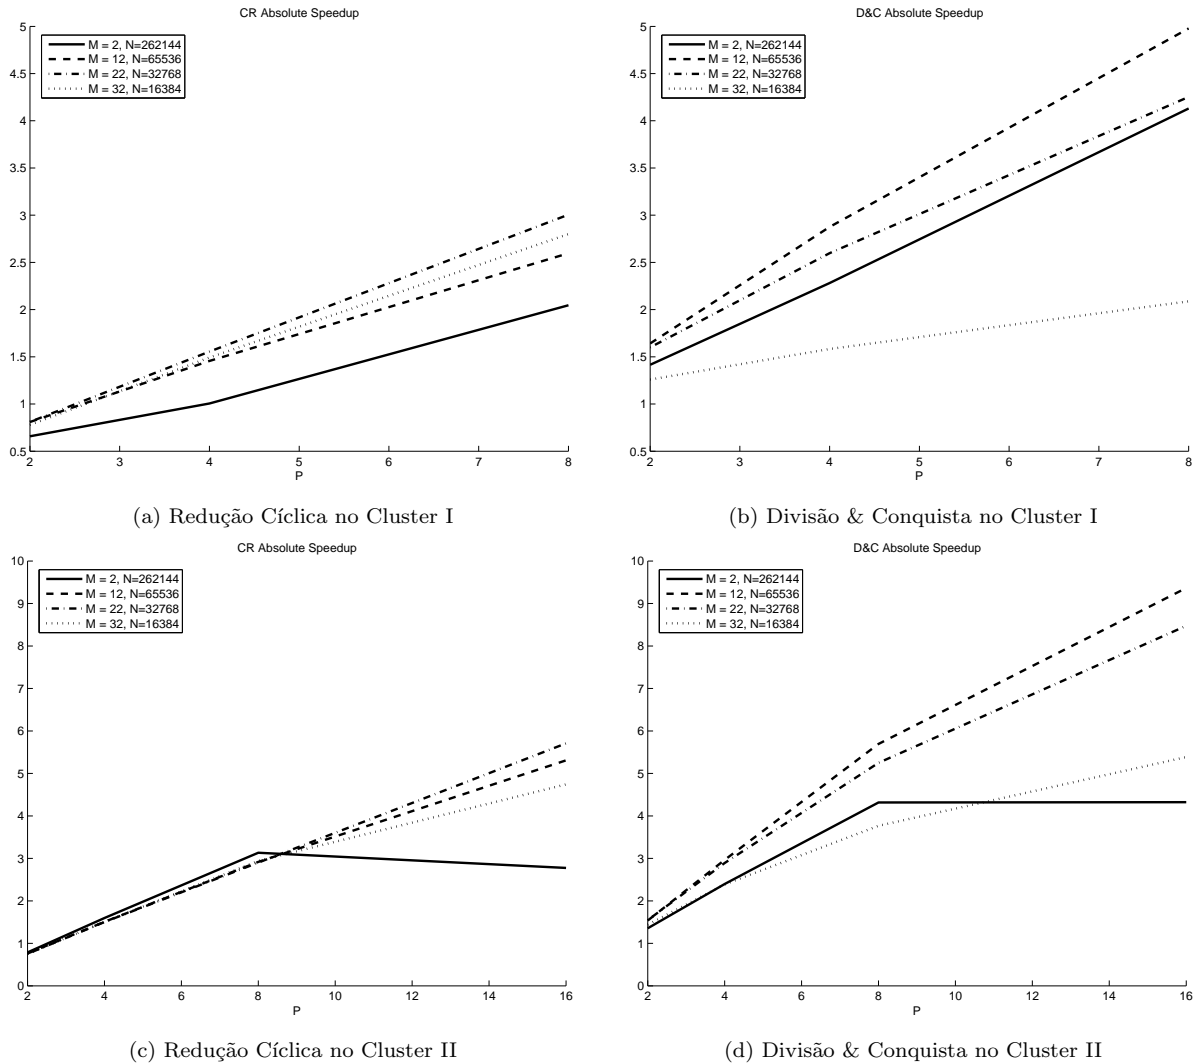 CR Absolute Speedup
5
4.5
4
3.5
3
2.5
2
1.5
1
0.5
M = 2, N=262144
M = 12, N=65536
M = 22, N=32768
M = 32, N=16384
2 3 4 5 6 7 8
P
(a) Redução Cíclica no Cluster I
D&C Absolute Speedup
5
4.5
4
3.5
3
2.5
2
1.5
1
0.5
M = 2, N=262144
M = 12, N=65536
M = 22, N=32768
M = 32, N=16384
2 3 4 5 6 7 8
P
(b) Divisão & Conquista no Cluster I
CR Absolute Speedup
10
9
8
7
6
5
4
3
2
1
0
M = 2, N=262144
M = 12, N=65536
M = 22, N=32768
M = 32, N=16384
2 4 6 8 10 12 14 16
P
(c) Redução Cíclica no Cluster II
D&C Absolute Speedup
10
9
8
7
6
5
4
3
2
1
0
M = 2, N=262144
M = 12, N=65536
M = 22, N=32768
M = 32, N=16384
2 4 6 8 10 12 14 16
P
(d) Divisão & Conquista no Cluster II